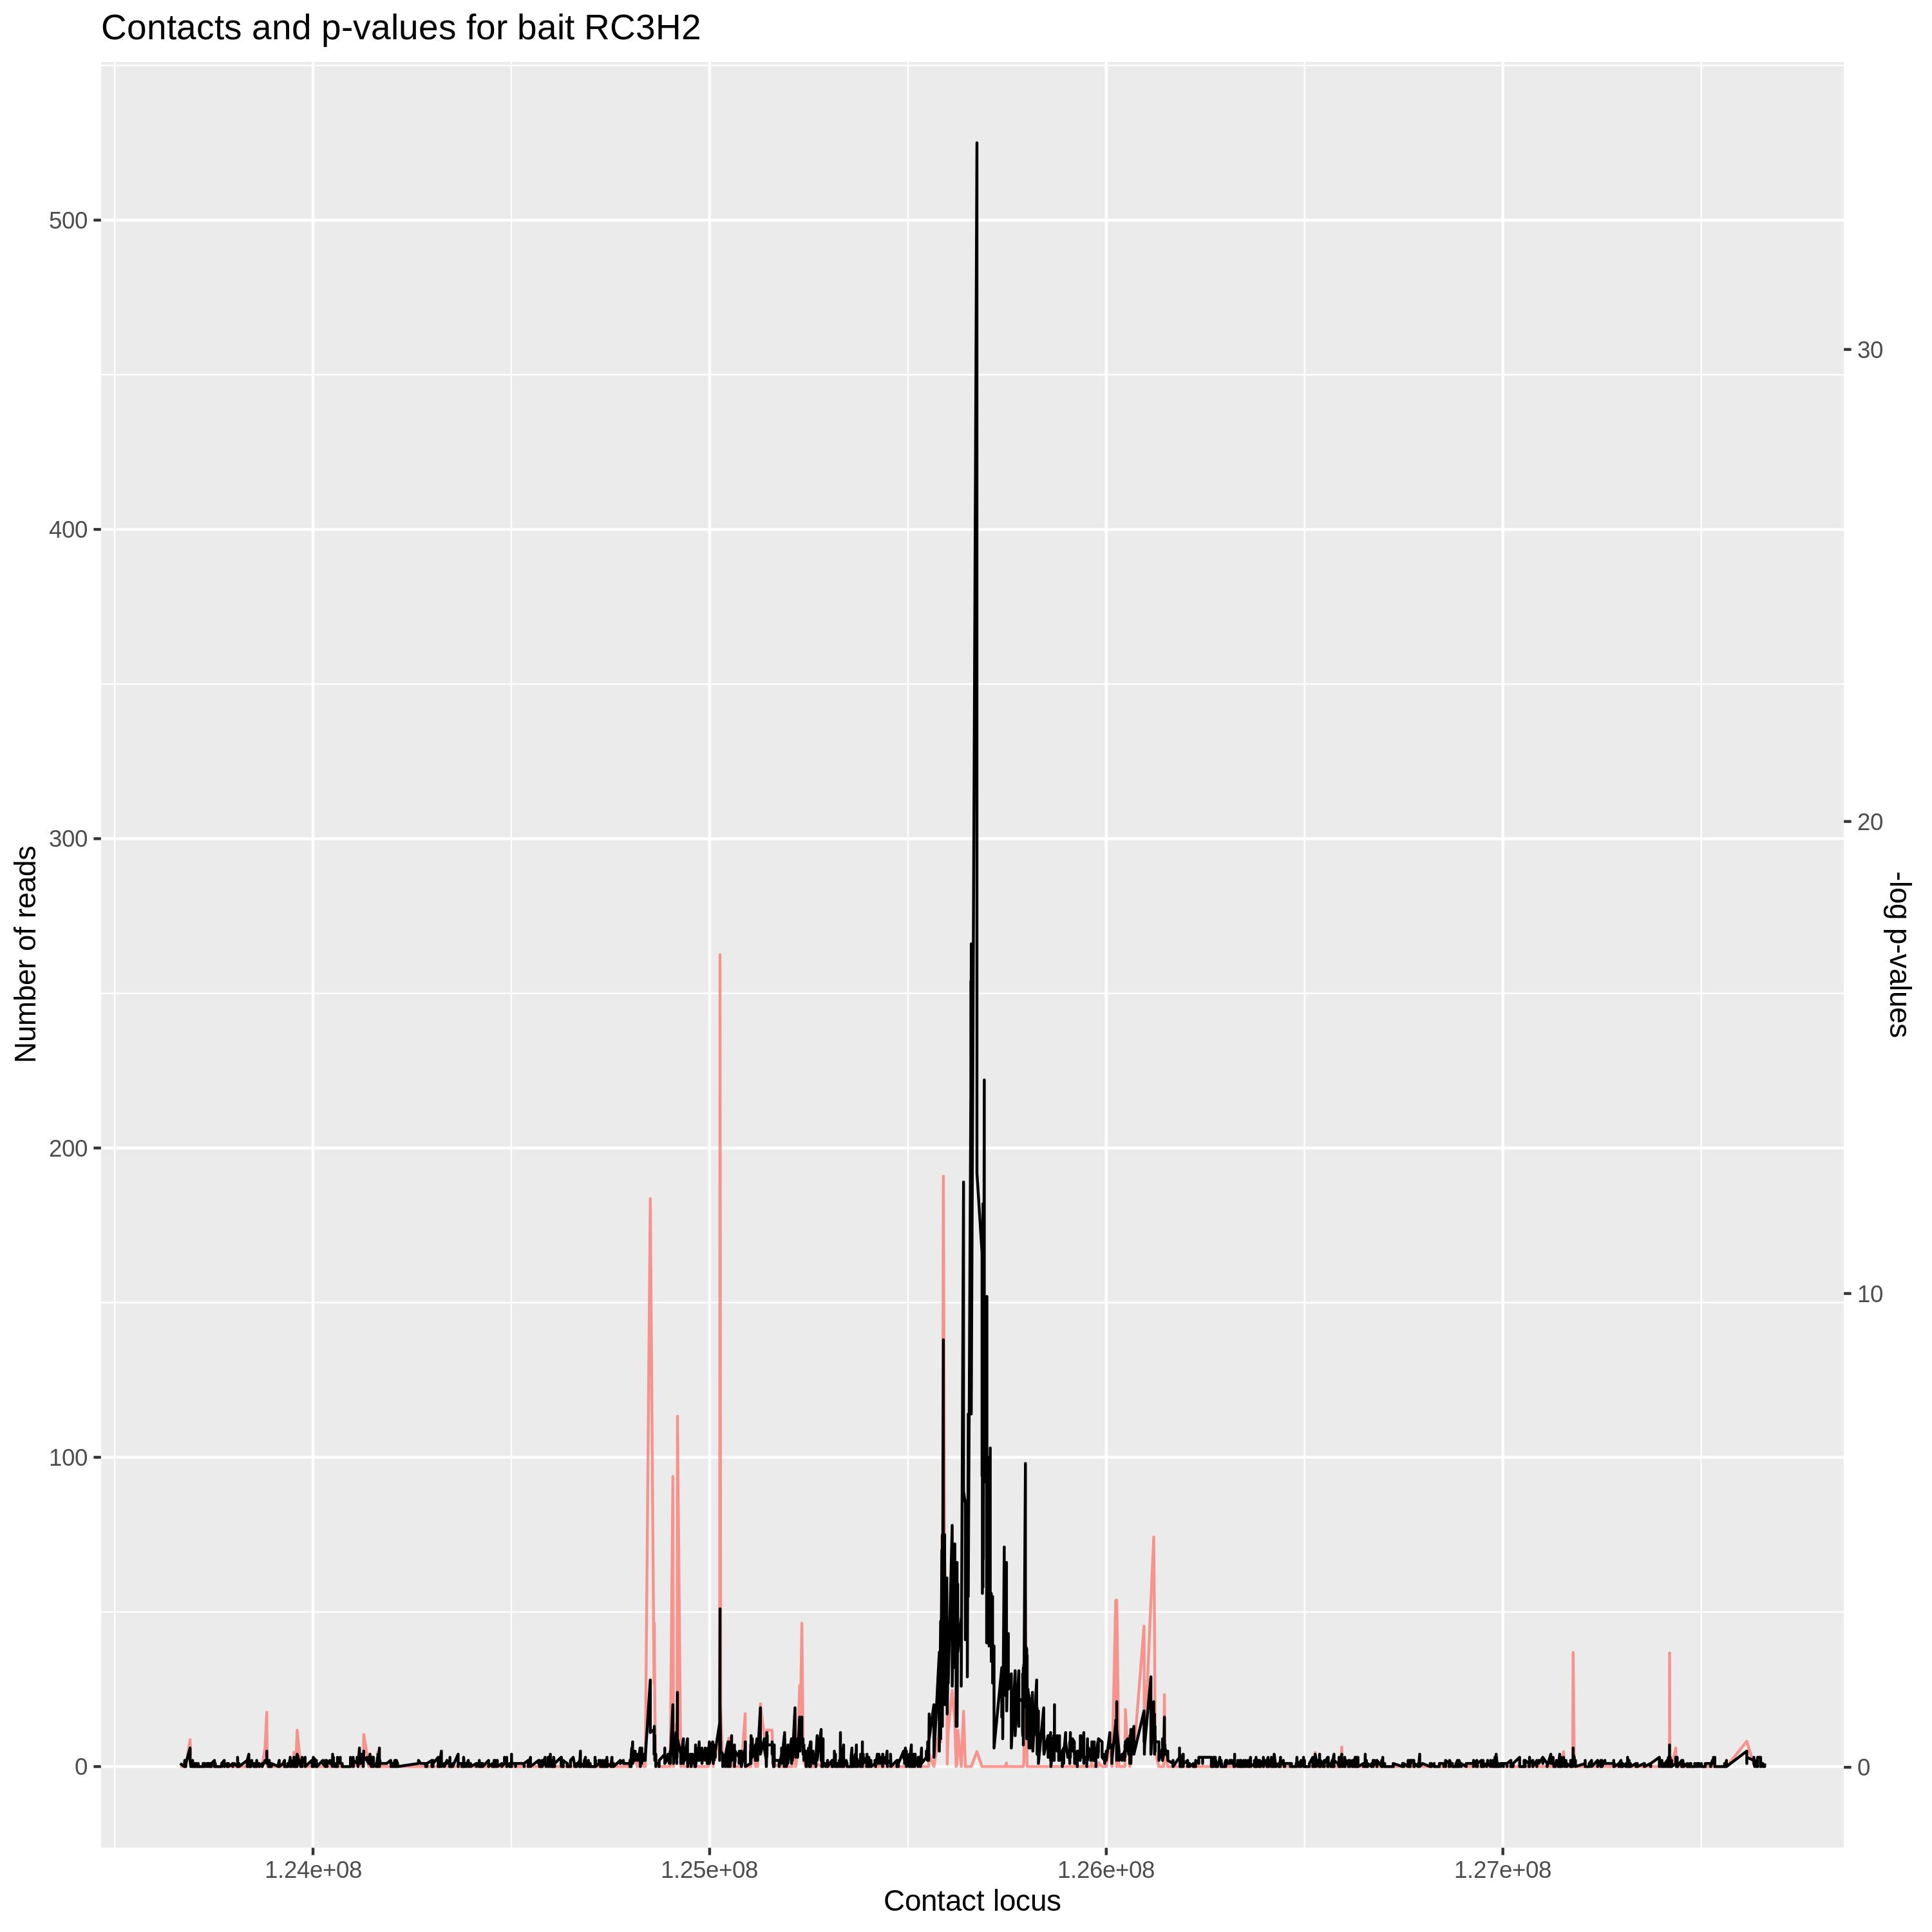 Contacts and p-values for bait RC3H2
500
400
300
200
100
0
Number of reads
30
20
10
0
-log p-values
1.24e+08
1.25e+08
1.26e+08
1.27e+08
Contact locus